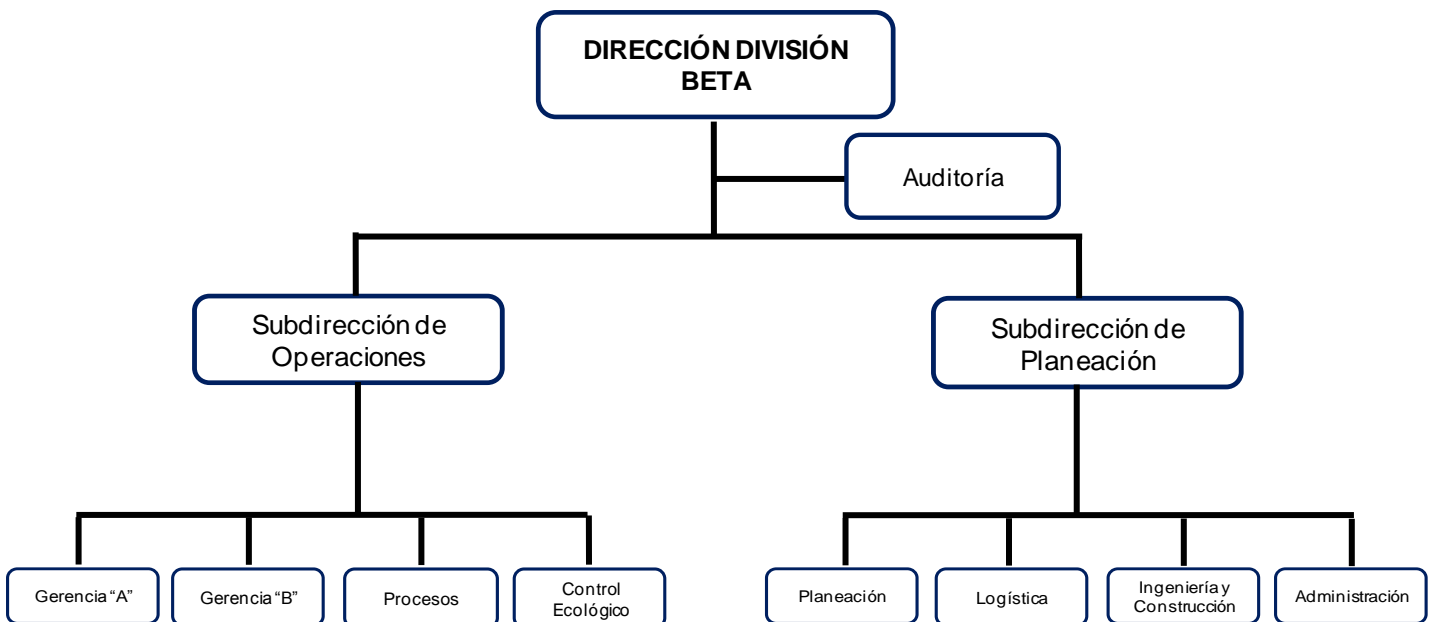 DIRECCIÓN DIVISIÓN
BETA
Auditoría
Subdirección de
Operaciones
Subdirección de
Planeación
Gerencia “A”
Gerencia “B”
Procesos
Control
Ecológico
Planeación
Logística
Ingeniería y
Construcción
Administración